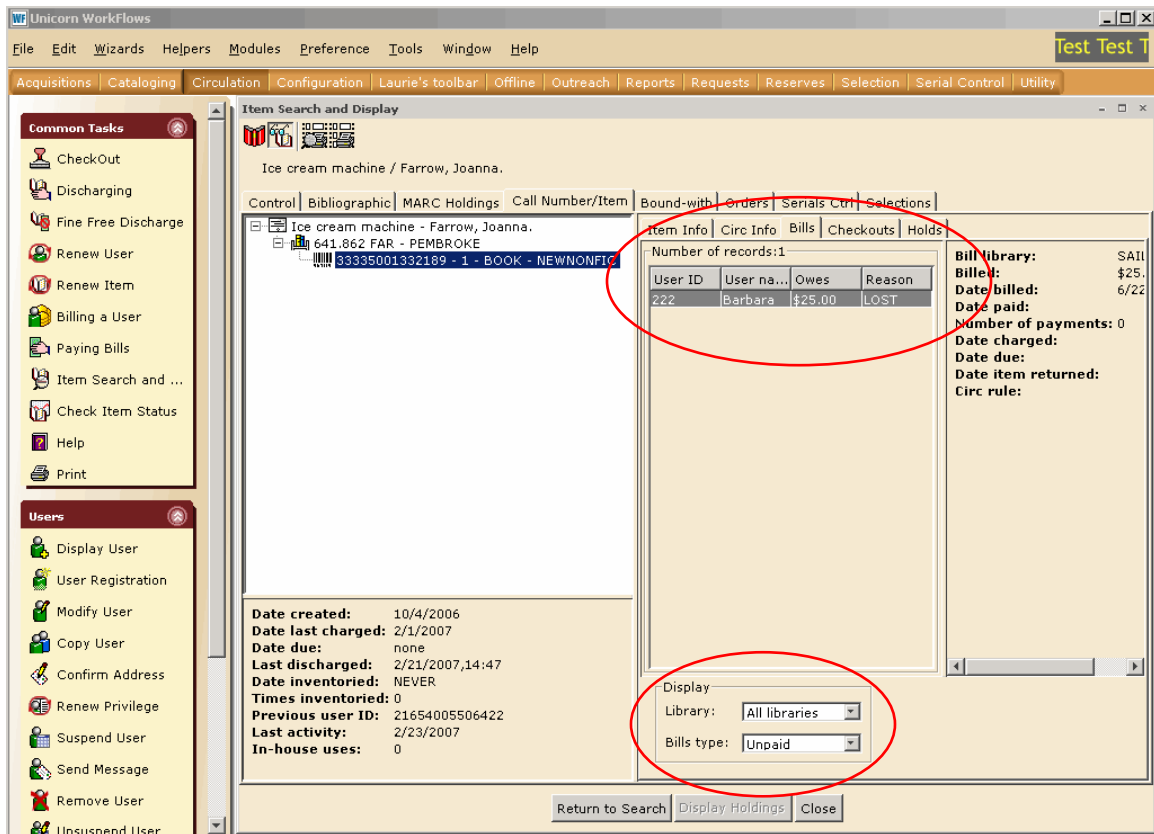 WF Unicorn WorkFlows
File Edit Wizards Helpers Modules Preference Tools Window Help
Test Test T
Acquisitions Cataloging Circulation Configuration Laurie's toolbar Offline Outreach Reports Requests Reserves Selection Serial Control Utility
Common Tasks
CheckOut
Discharging
Fine Free Discharge
Renew User
Renew Item
Billing a User
Paying Bills
Item Search and ...
Check Item Status
Help
Print
Users
Display User
User Registration
Modify User
Copy User
Confirm Address
Renew Privilege
Suspend User
Send Message
Remove User
Unsuspend User
Item Search and Display
Ice cream machine / Farrow, Joanna.
Control Bibliographic MARC Holdings Call Number/Item Bound-with Orders Serials Ctrl Selections
Ice cream machine - Farrow, Joanna.
641.862 FAR - PEMBROKE
33335001332189 - 1 - BOOK - NEWNONFIC
Date created: 10/4/2006
Date last charged: 2/1/2007
Date due: none
Last discharged: 2/21/2007,14:47
Date inventoried: NEVER
Times inventoried: 0
Previous user ID: 21654005506422
Last activity: 2/23/2007
In-house uses: 0
Item Info Circ Info Bills Checkouts Holds
Number of records:1
User ID User na... Owes Reason
222 Barbara $25.00 LOST
Bill library: SAIL
Billed: $25.
Date billed: 6/22
Date paid:
Number of payments: 0
Date charged:
Date due:
Date item returned:
Circ rule:
Display
Library: All libraries
Bills type: Unpaid
Return to Search Display Holdings Close